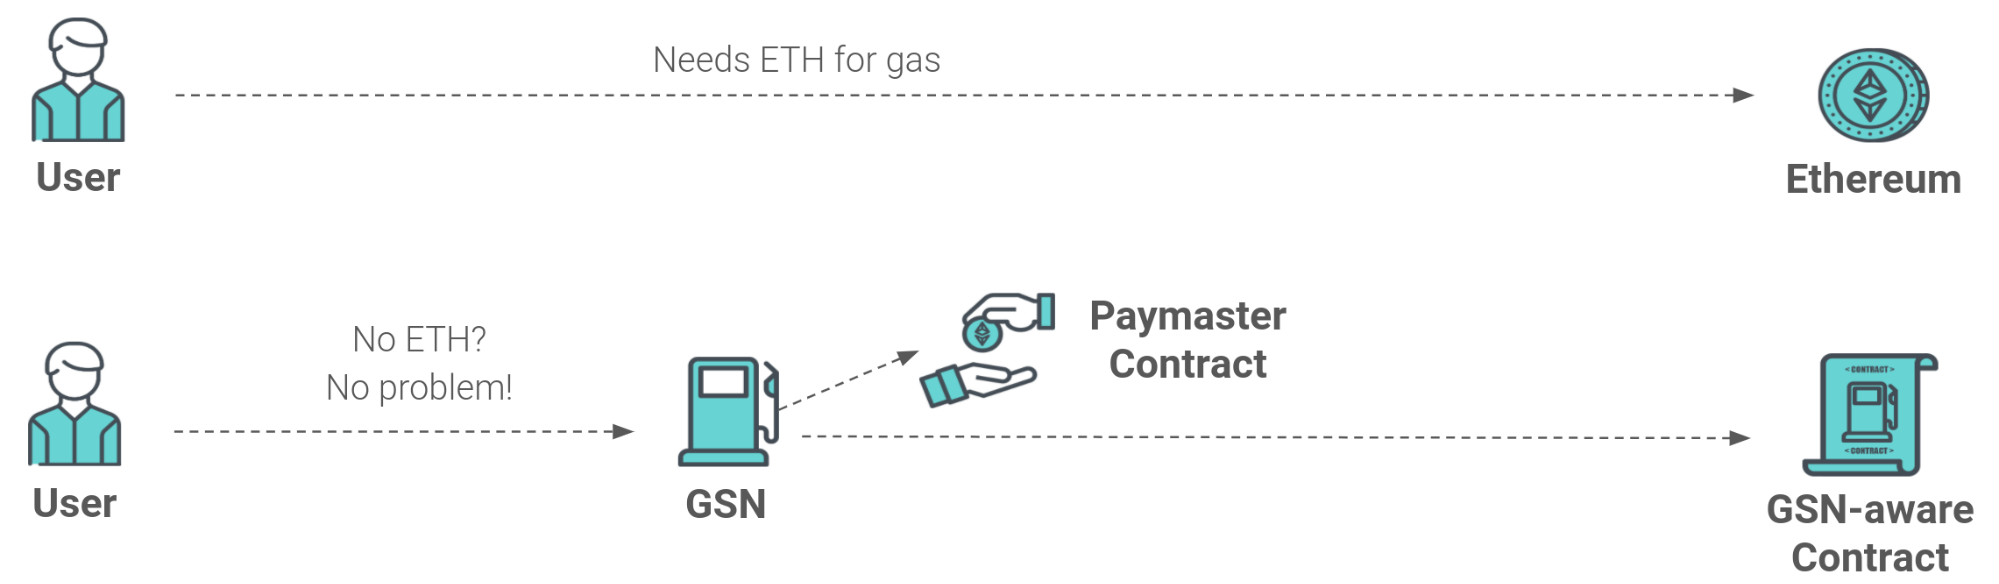 Needs ETH for gas
User
Ethereum
No ETH?
No problem!
Paymaster
Contract
<CONTRACT>
<CONTRACT>
User
GSN
GSN-aware
Contract